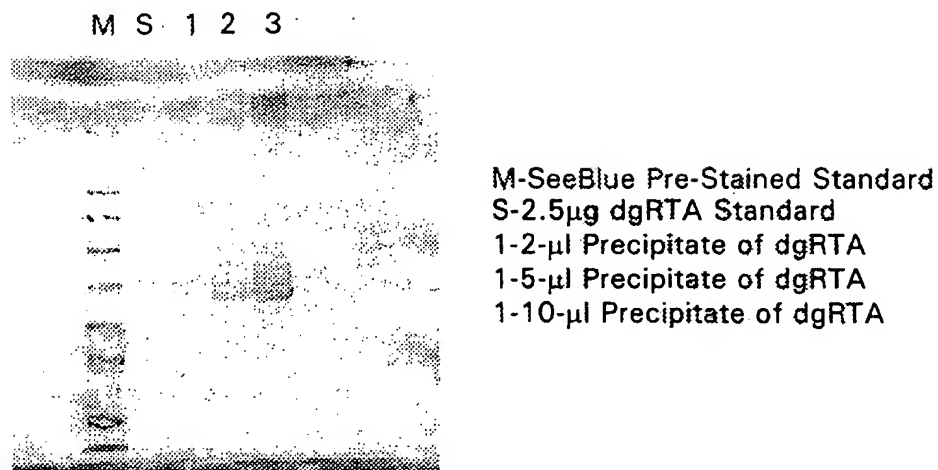 M S 1 2 3
M-SeeBlue Pre-Stained Standard
S-2.5µg dgRTA Standard
1-2-µl Precipitate of dgRTA
1-5-µl Precipitate of dgRTA
1-10-µl Precipitate of dgRTA